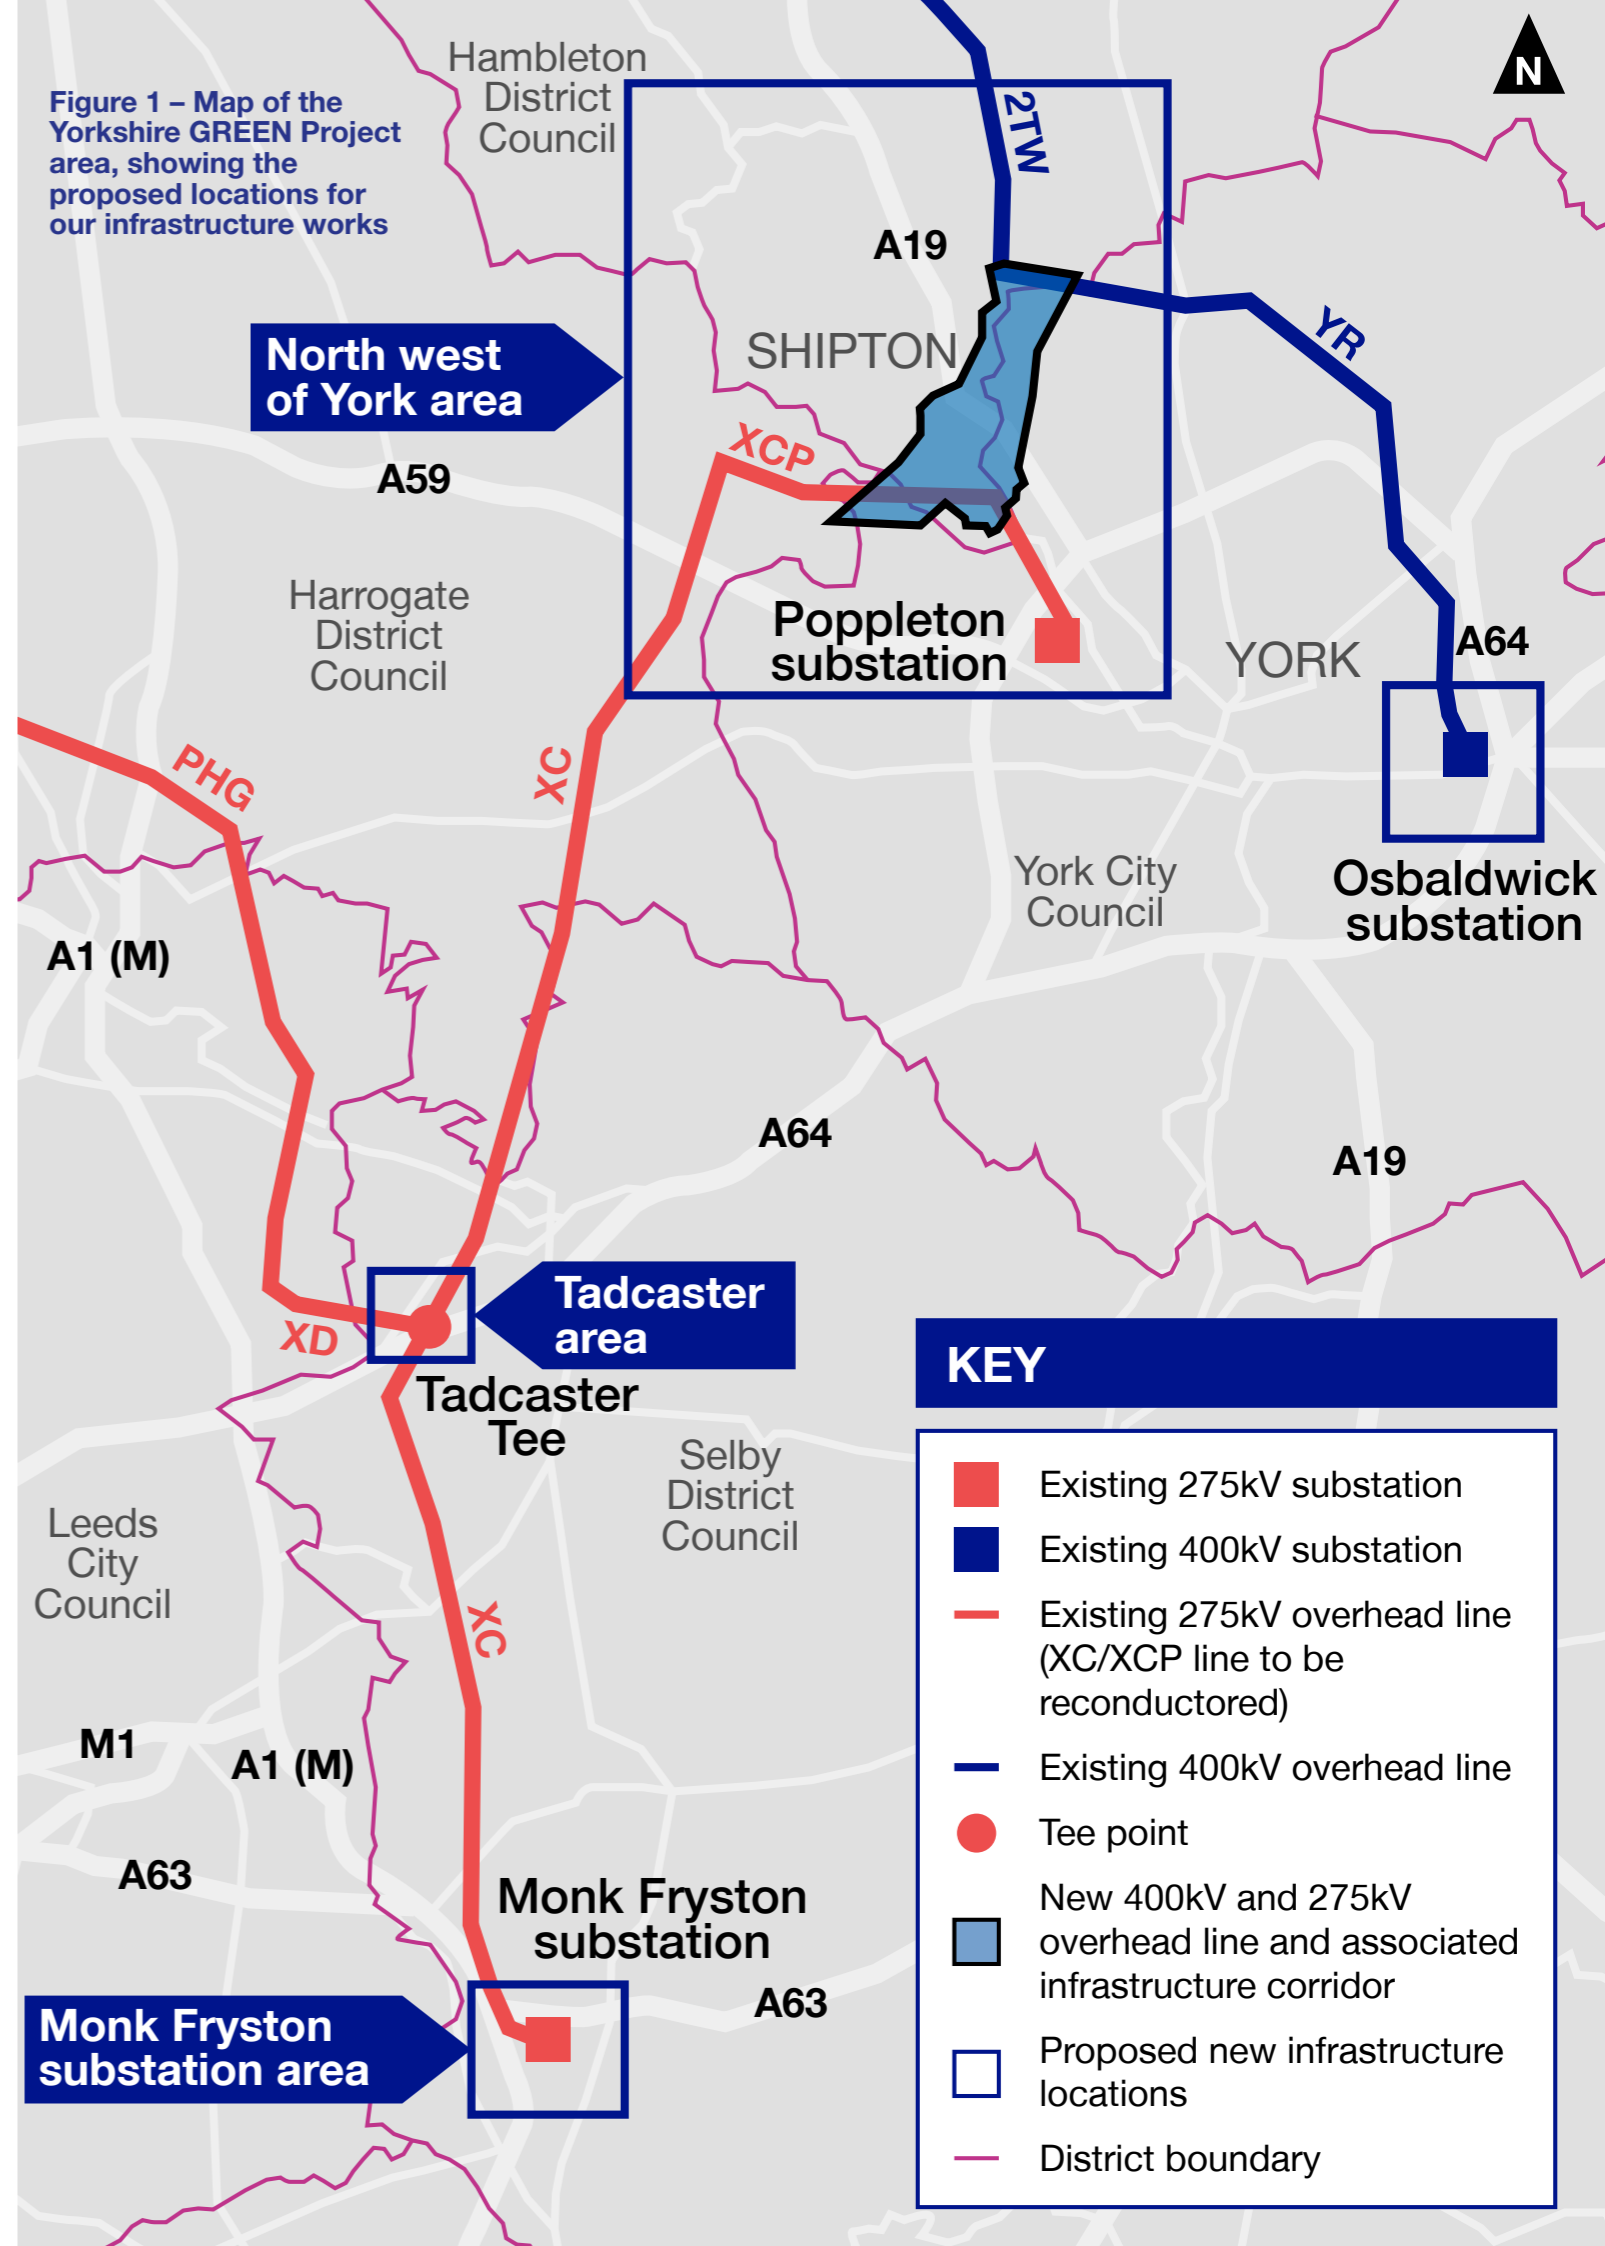 Figure 1 – Map of the
Yorkshire GREEN Project
area, showing the
proposed locations for
our infrastructure works
Hambleton
District
Council
N
2TW
A19
North west
of York area
SHIPTON
YR
XCP
A59
Harrogate
District
Council
Poppleton
substation
YORK
A64
PHG
XC
York City
Council
Osbaldwick
substation
A1 (M)
A64
A19
Tadcaster
area
XD
Tadcaster
Tee
Selby
District
Council
Leeds
City
Council
XC
M1
A1 (M)
A63
Monk Fryston
substation
A63
Monk Fryston
substation area
KEY
Existing 275kV substation
Existing 400kV substation
Existing 275kV overhead line
(XC/XCP line to be
reconductored)
Existing 400kV overhead line
Tee point
New 400kV and 275kV
overhead line and associated
infrastructure corridor
Proposed new infrastructure
locations
District boundary